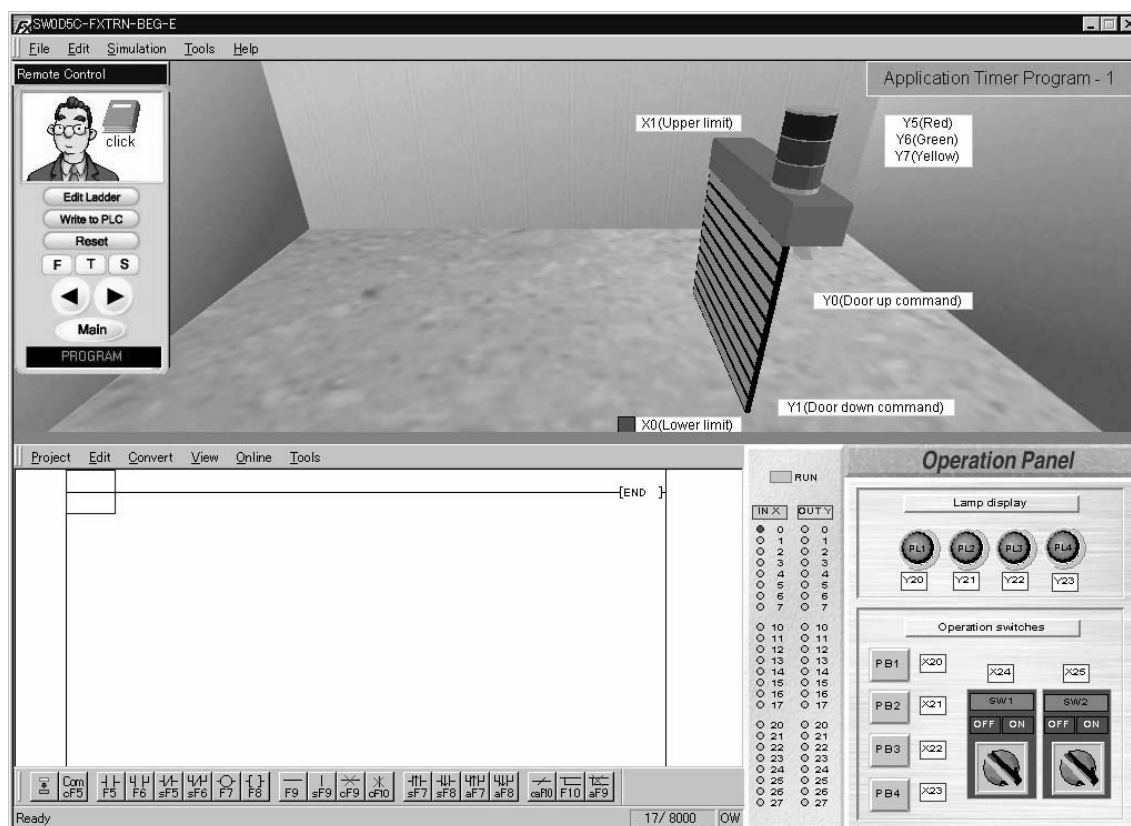 SW0D5C-FXTRN-BEG-E
File Edit Simulation Tools Help
Remote Control
click
Edit Ladder
Write to PLC
Reset
F T S
Main
PROGRAM
Application Timer Program - 1
X1(Upper limit)
Y5(Red)
Y6(Green)
Y7(Yellow)
Y0(Door up command)
Y1(Door down command)
X0(Lower limit)
Project Edit Convert View Online Tools
END
RUN
IN X OUT Y
0 0
1 1
2 2
3 3
4 4
5 5
6 6
7 7
10 10
11 11
12 12
13 13
14 14
15 15
16 16
17 17
20 20
21 21
22 22
23 23
24 24
25 25
26 26
27 27
Operation Panel
Lamp display
PL1 PL2 PL3 PL4
Y20 Y21 Y22 Y23
Operation switches
PB1 X20
PB2 X21
PB3 X22
PB4 X23
X24 X25
SW1 SW2
OFF ON OFF ON
Com
cF5 F5 F6 sF5 sF6 F7 F8 F9 sF9 cF9 cF10 sF7 sF8 aF7 aF8 caF10 F10 aF9
Ready 17/ 8000 OW